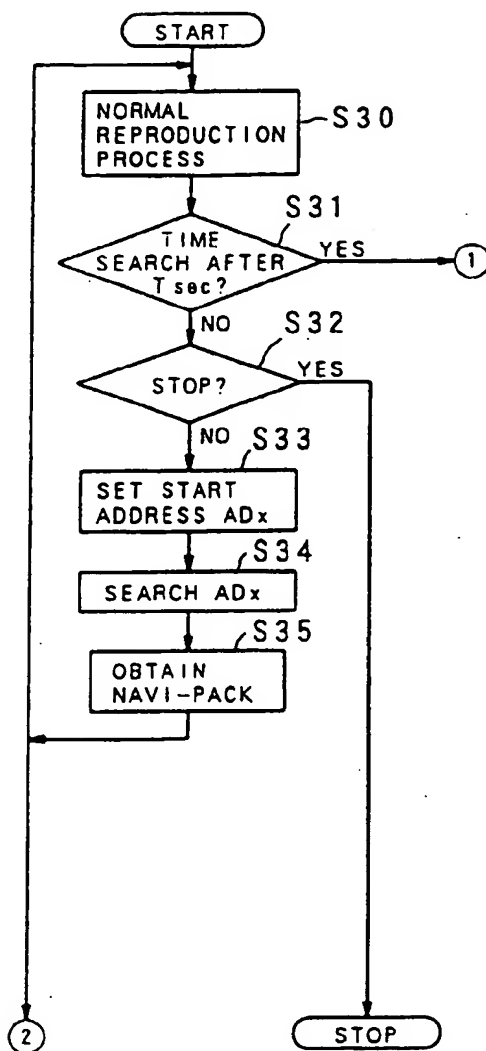 START
NORMAL
REPRODUCTION
PROCESS
S30
S31
TIME
SEARCH AFTER
Tsec?
YES
1
NO
S32
STOP?
YES
NO
S33
SET START
ADDRESS ADx
S34
SEARCH ADx
S35
OBTAIN
NAVI-PACK
2
STOP